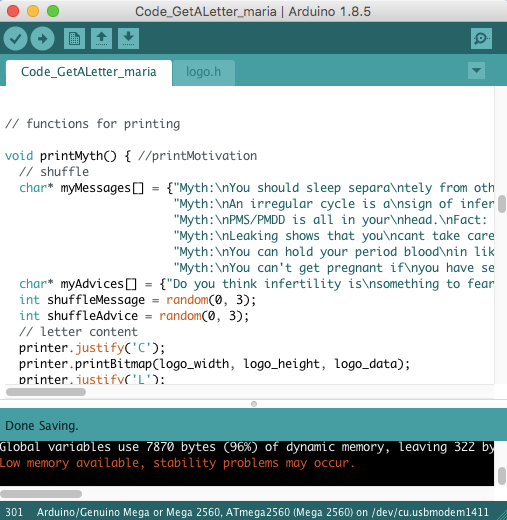 Code_GetALetter_maria | Arduino 1.8.5
Code_GetALetter_maria logo.h
// functions for printing
void printMyth() { //printMotivation
// shuffle
char* myMessages[] = {"Myth:\nYou should sleep separa\ntely from oth
"Myth:\nAn irregular cycle is a\nsign of infer
"Myth:\nPMS/PMDD is all in your\nhead.\nFact:
"Myth:\nLeaking shows that you\ncant take care
"Myth:\nYou can hold your period blood\nin lik
"Myth:\nYou can't get pregnant if\nyou have se
char* myAdvices[] = {"Do you think infertility is\nsomething to fear
int shuffleMessage = random(0, 3);
int shuffleAdvice = random(0, 3);
// letter content
printer.justify('C');
printer.printBitmap(logo_width, logo_height, logo_data);
printer.justify('L');
Done Saving.
Global variables use 7870 bytes (96%) of dynamic memory, leaving 322 by
Low memory available, stability problems may occur.
301 Arduino/Genuino Mega or Mega 2560, ATmega2560 (Mega 2560) on /dev/cu.usbmodem1411